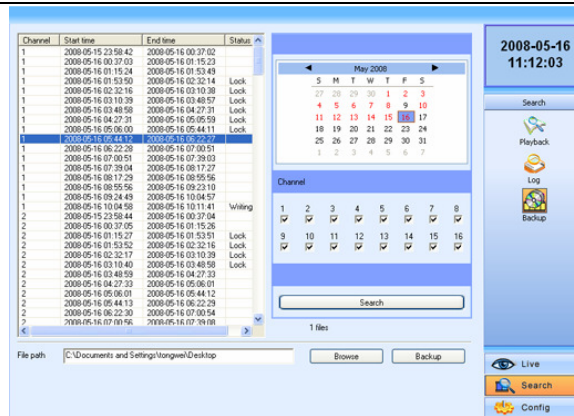 Channel Start time End time Status
1 2008-05-15 23:58:42 2008-05-16 00:37:02
1 2008-05-16 00:37:03 2008-05-16 01:15:23
1 2008-05-16 01:15:24 2008-05-16 01:53:49
1 2008-05-16 01:53:50 2008-05-16 02:32:14 Lock
1 2008-05-16 02:32:16 2008-05-16 03:10:38 Lock
1 2008-05-16 03:10:39 2008-05-16 03:48:57 Lock
1 2008-05-16 03:48:58 2008-05-16 04:27:31 Lock
1 2008-05-16 04:27:31 2008-05-16 05:05:59 Lock
1 2008-05-16 05:06:00 2008-05-16 05:44:11 Lock
1 2008-05-16 05:44:12 2008-05-16 06:22:27
1 2008-05-16 06:22:28 2008-05-16 07:00:51
1 2008-05-16 07:00:51 2008-05-16 07:39:03
1 2008-05-16 07:39:04 2008-05-16 08:17:27
1 2008-05-16 08:17:29 2008-05-16 08:55:56
1 2008-05-16 08:55:56 2008-05-16 09:23:10
1 2008-05-16 09:24:49 2008-05-16 10:04:57
1 2008-05-16 10:04:58 2008-05-16 10:11:41 Writing
2 2008-05-15 23:58:44 2008-05-16 00:37:04
2 2008-05-16 00:37:05 2008-05-16 01:15:26
2 2008-05-16 01:15:27 2008-05-16 01:53:51 Lock
2 2008-05-16 01:53:52 2008-05-16 02:32:16 Lock
2 2008-05-16 02:32:17 2008-05-16 03:10:39 Lock
2 2008-05-16 03:10:40 2008-05-16 03:48:58 Lock
2 2008-05-16 03:48:59 2008-05-16 04:27:33
2 2008-05-16 04:27:33 2008-05-16 05:06:01
2 2008-05-16 05:06:01 2008-05-16 05:44:12
2 2008-05-16 05:44:13 2008-05-16 06:22:29
2 2008-05-16 06:22:30 2008-05-16 07:00:54
2 2008-05-16 07:00:56 2008-05-16 07:39:08
May 2008
S M T W T F S
27 28 29 30 1 2 3
4 5 6 7 8 9 10
11 12 13 14 15 16 17
18 19 20 21 22 23 24
25 26 27 28 29 30 31
1 2 3 4 5 6 7
Channel
1 2 3 4 5 6 7 8
9 10 11 12 13 14 15 16
Search
1 files
File path C:\Documents and Settings\tongwei\Desktop Browse Backup
2008-05-16
11:12:03
Search
Playback
Log
Backup
Live
Search
Config